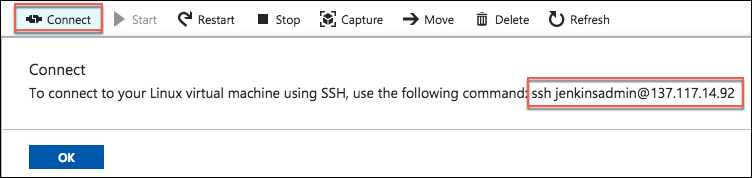 Connect Start Restart Stop Capture Move Delete Refresh
Connect
To connect to your Linux virtual machine using SSH, use the following command: ssh jenkinsadmin@137.117.14.92
OK